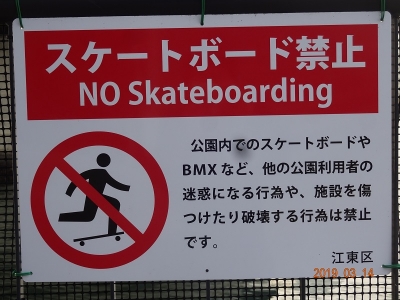 スケートボード禁止
NO Skateboarding
公園内でのスケートボードや
BMXなど、他の公園利用者の
迷惑になる行為や、施設を傷
つけたり破壊する行為は禁止
です。
江東区
2019. 03. 14